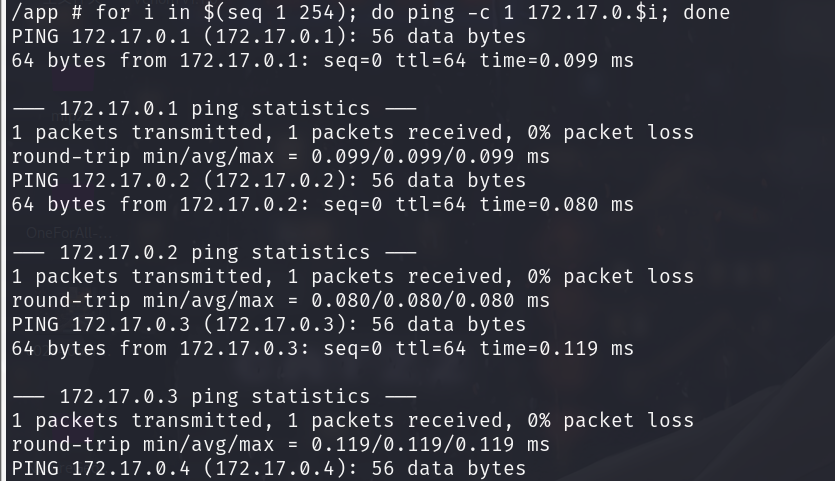 /app # for i in $(seq 1 254); do ping -c 1 172.17.0.$i; done
PING 172.17.0.1 (172.17.0.1): 56 data bytes
64 bytes from 172.17.0.1: seq=0 ttl=64 time=0.099 ms
--- 172.17.0.1 ping statistics ---
1 packets transmitted, 1 packets received, 0% packet loss
round-trip min/avg/max = 0.099/0.099/0.099 ms
PING 172.17.0.2 (172.17.0.2): 56 data bytes
64 bytes from 172.17.0.2: seq=0 ttl=64 time=0.080 ms
OneForAll-
--- 172.17.0.2 ping statistics ---
1 packets transmitted, 1 packets received, 0% packet loss
round-trip min/avg/max = 0.080/0.080/0.080 ms
PING 172.17.0.3 (172.17.0.3): 56 data bytes
64 bytes from 172.17.0.3: seq=0 ttl=64 time=0.119 ms
--- 172.17.0.3 ping statistics ---
1 packets transmitted, 1 packets received, 0% packet loss
round-trip min/avg/max = 0.119/0.119/0.119 ms
PING 172.17.0.4 (172.17.0.4): 56 data bytes